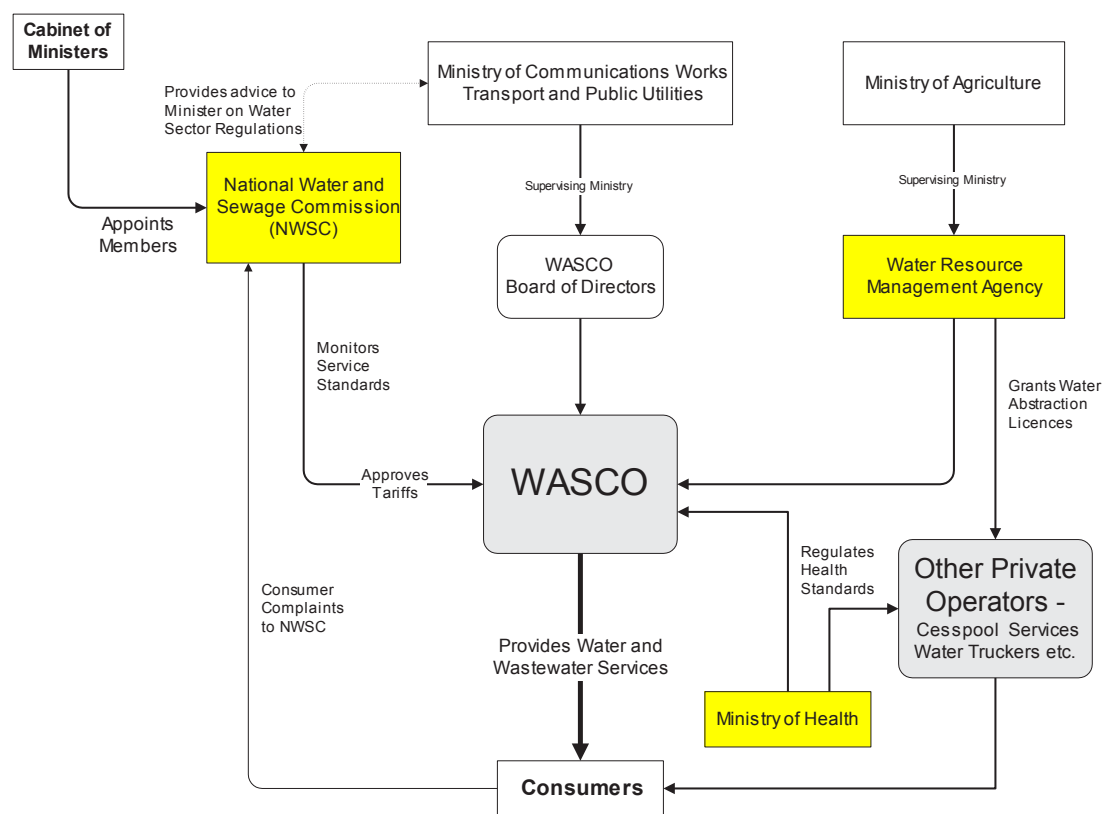 Cabinet of
Ministers
Ministry of Communications Works
Transport and Public Utilities
Ministry of Agriculture
Provides advice to
Minister on Water
Sector Regulations
National Water and
Sewage Commission
(NWSC)
Appoints
Members
Supervising Ministry
Supervising Ministry
WASCO
Board of Directors
Water Resource
Management Agency
Monitors
Service
Standards
Grants Water
Abstraction
Licences
WASCO
Approves
Tariffs
Regulates
Health
Standards
Other Private
Operators -
Cesspool Services
Water Truckers etc.
Consumer
Complaints
to NWSC
Provides Water and
Wastewater Services
Ministry of Health
Consumers